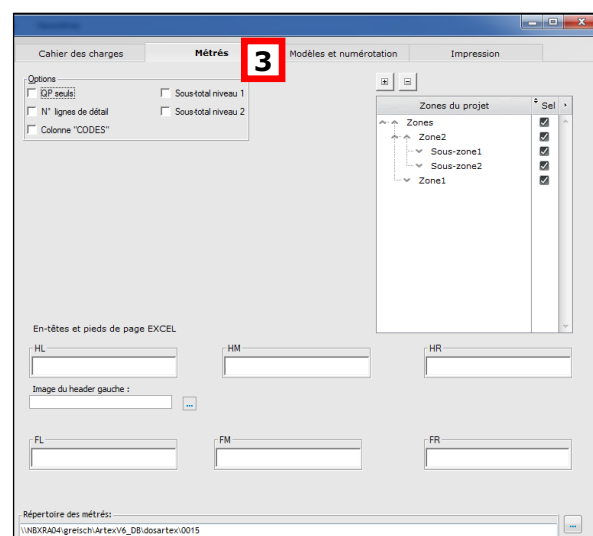 Cahier des charges
Métrés
3
Modèles et numérotation
Impression
Options
QP seuls
Sous-total niveau 1
N° lignes de détail
Sous-total niveau 2
Colonne "CODES"
Zones du projet
Sel
Zones
Zone2
Sous-zone1
Sous-zone2
Zone1
En-têtes et pieds de page EXCEL
HL
HM
HR
Image du header gauche :
...
FL
FM
FR
Répertoire des métrés:
\\NBXRA04\greisch\ArtexV6_DB\dosartex\0015
...